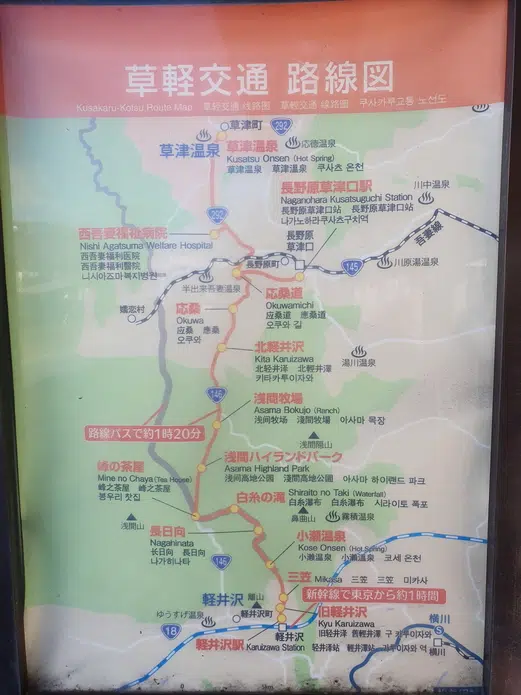 草軽交通 路線図
Kusakaru-Kotsu Route Map 草轻交通 线路图 草輕交通 線路圖 쿠사카루교통 노선도
草津町
292
草津温泉
草津温泉
応徳温泉
Kusatsu Onsen (Hot Spring)
草津温泉 草津溫泉 쿠사츠 온천
長野原草津口駅
川中温泉
Naganohara Kusatsuguchi Station
長野原草津口站 長野原草津口站
나가노하라쿠사츠구치역
292
西吾妻福祉病院
Nishi Agatsuma Welfare Hospital
西吾妻福利医院
西吾妻福利醫院
니시아즈마복지병원
長野原
草津口
吾妻線
長野原町
145
川原湯温泉
半出来吾妻温泉
嬬恋村
応桑道
Okuwamichi
应桑道 應桑道
오쿠와 길
応桑
Okuwa
应桑 應桑
오쿠와
北軽井沢
Kita Karuizawa
北轻井泽 北輕井澤
키타카루이자와
湯川温泉
146
浅間牧場
Asama Bokujo (Ranch)
浅间牧场 淺間牧場 아사마 목장
路線バスで約1時20分
浅間隠山
浅間ハイランドパーク
Asama Highland Park
浅间高地公園 淺間高地公園 아사마 하이랜드 파크
峰の茶屋
Mine no Chaya (Tea House)
峰之茶屋 峰之茶屋
봉우리 찻집
白糸の滝
Shiraito no Taki (Waterfall)
白糸瀑布 白糸瀑布 시라이토 폭포
浅間山
鼻曲山
霧積温泉
長日向
Nagahinata
长日向 長日向
나가히나타
小瀬温泉
Kose Onsen (Hot Spring)
小濑温泉 小瀨溫泉 코세 온천
146
三笠
Mikasa 三笠 三笠 미카사
新幹線で東京から約1時間
軽井沢
離山
旧軽井沢
Kyu Karuizawa
旧轻井泽 舊輕井澤 구 카루이자와
ゆうすげ温泉
軽井沢町
横川
18
軽井沢
軽井沢駅
Karuizawa Station 轻井泽站 輕井澤站 카루이자와 역
横川